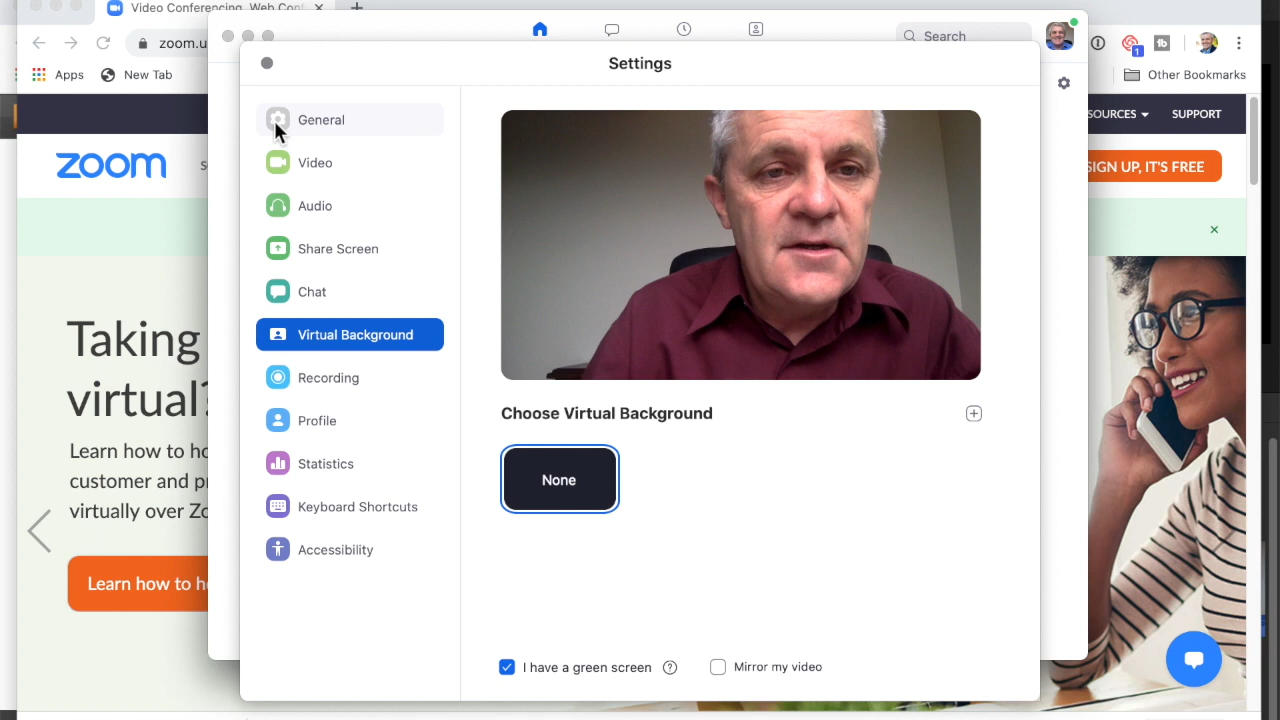 Video Conferencing, Web Conf
zoom.u
Search
1
Apps
New Tab
Other Bookmarks
Settings
SOURCES
SUPPORT
zoom
S
SIGN UP, IT'S FREE
General
Video
Audio
Share Screen
Chat
Virtual Background
Recording
Profile
Statistics
Keyboard Shortcuts
Accessibility
Choose Virtual Background
None
I have a green screen
?
Mirror my video
Taking
virtual?
Learn how to ho
customer and pr
virtually over Zo
Learn how to ho